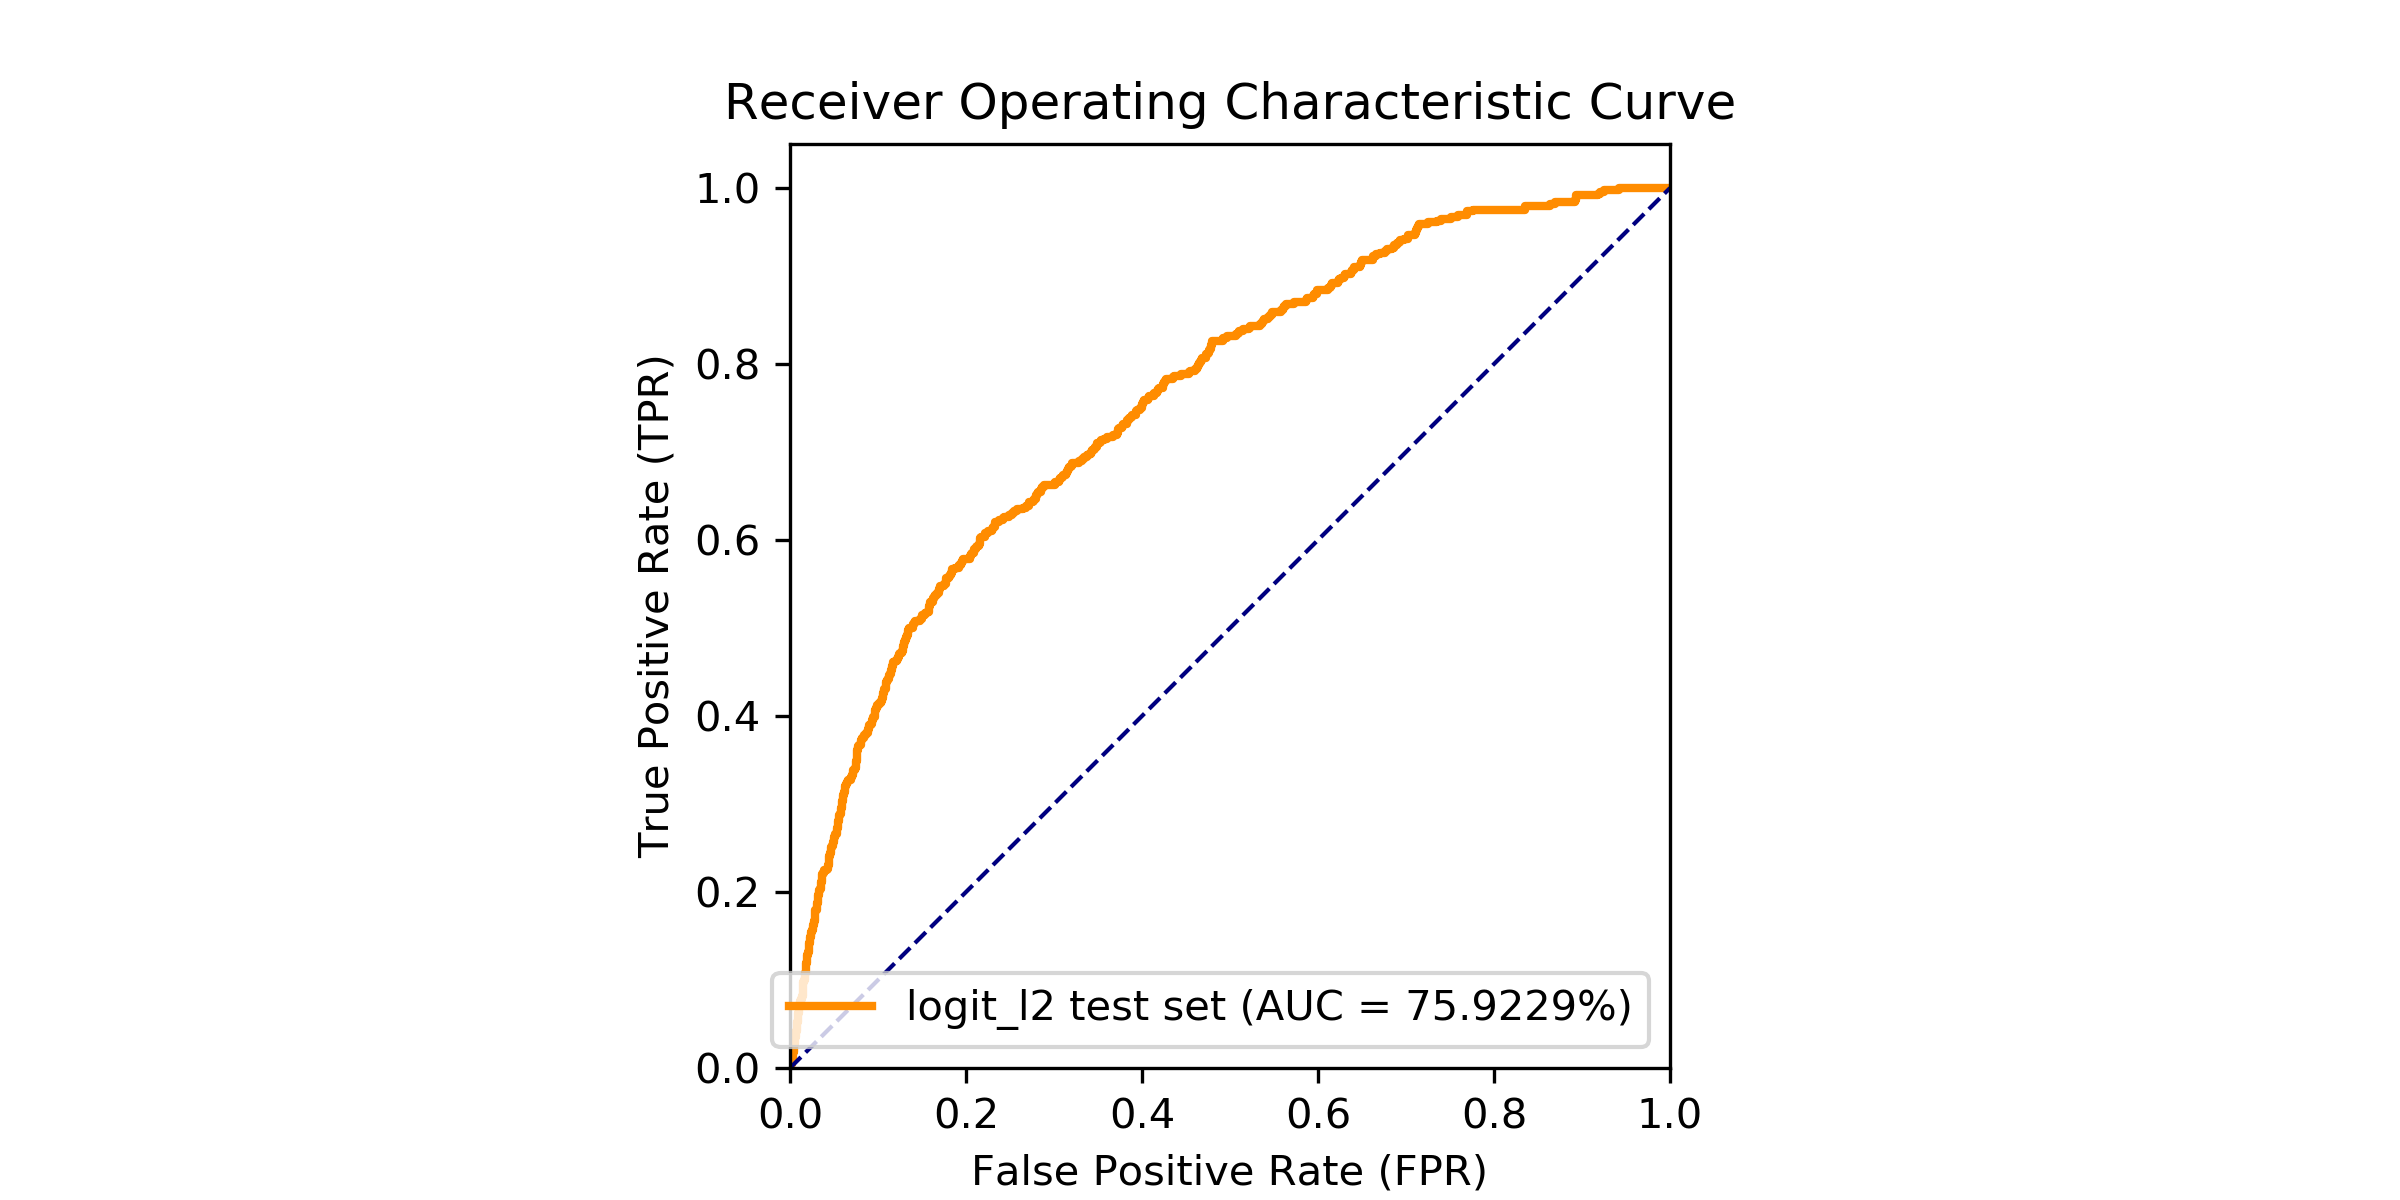 Receiver Operating Characteristic Curve
1.0
0.8
0.6
0.4
0.2
0.0
True Positive Rate (TPR)
logit_l2 test set (AUC = 75.9229%)
0.0 0.2 0.4 0.6 0.8 1.0
False Positive Rate (FPR)